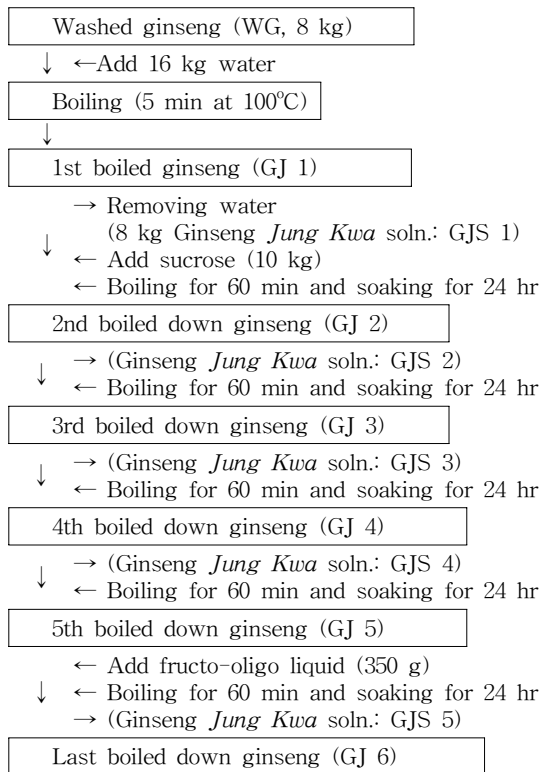 Washed ginseng (WG, 8 kg)
↓ ←Add 16 kg water
Boiling (5 min at 100°C)
↓
1st boiled ginseng (GJ 1)
→ Removing water
(8 kg Ginseng Jung Kwa soln.: GJS 1)
↓ ← Add sucrose (10 kg)
← Boiling for 60 min and soaking for 24 hr
2nd boiled down ginseng (GJ 2)
→ (Ginseng Jung Kwa soln.: GJS 2)
↓ ← Boiling for 60 min and soaking for 24 hr
3rd boiled down ginseng (GJ 3)
→ (Ginseng Jung Kwa soln.: GJS 3)
↓ ← Boiling for 60 min and soaking for 24 hr
4th boiled down ginseng (GJ 4)
→ (Ginseng Jung Kwa soln.: GJS 4)
↓ ← Boiling for 60 min and soaking for 24 hr
5th boiled down ginseng (GJ 5)
← Add fructo-oligo liquid (350 g)
↓ ← Boiling for 60 min and soaking for 24 hr
→ (Ginseng Jung Kwa soln.: GJS 5)
Last boiled down ginseng (GJ 6)